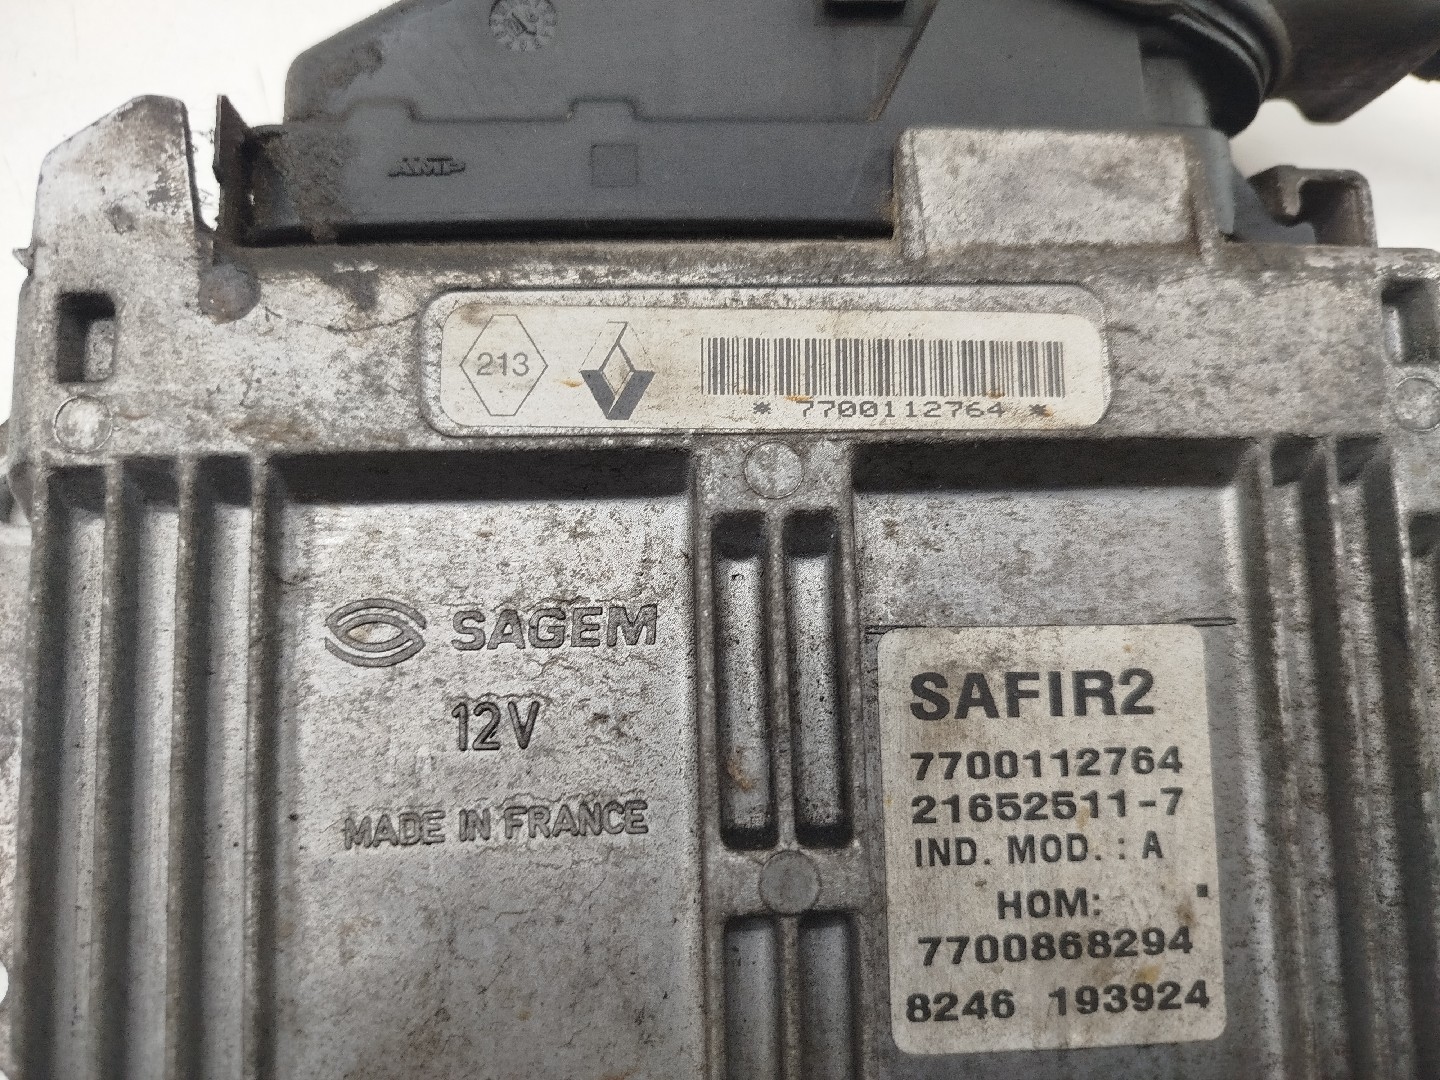 AMP
213
* 7700112764 *
SAGEM
12V
MADE IN FRANCE
SAFIR2
7700112764
21652511-7
IND. MOD. : A
HOM:
7700868294
8246 193924